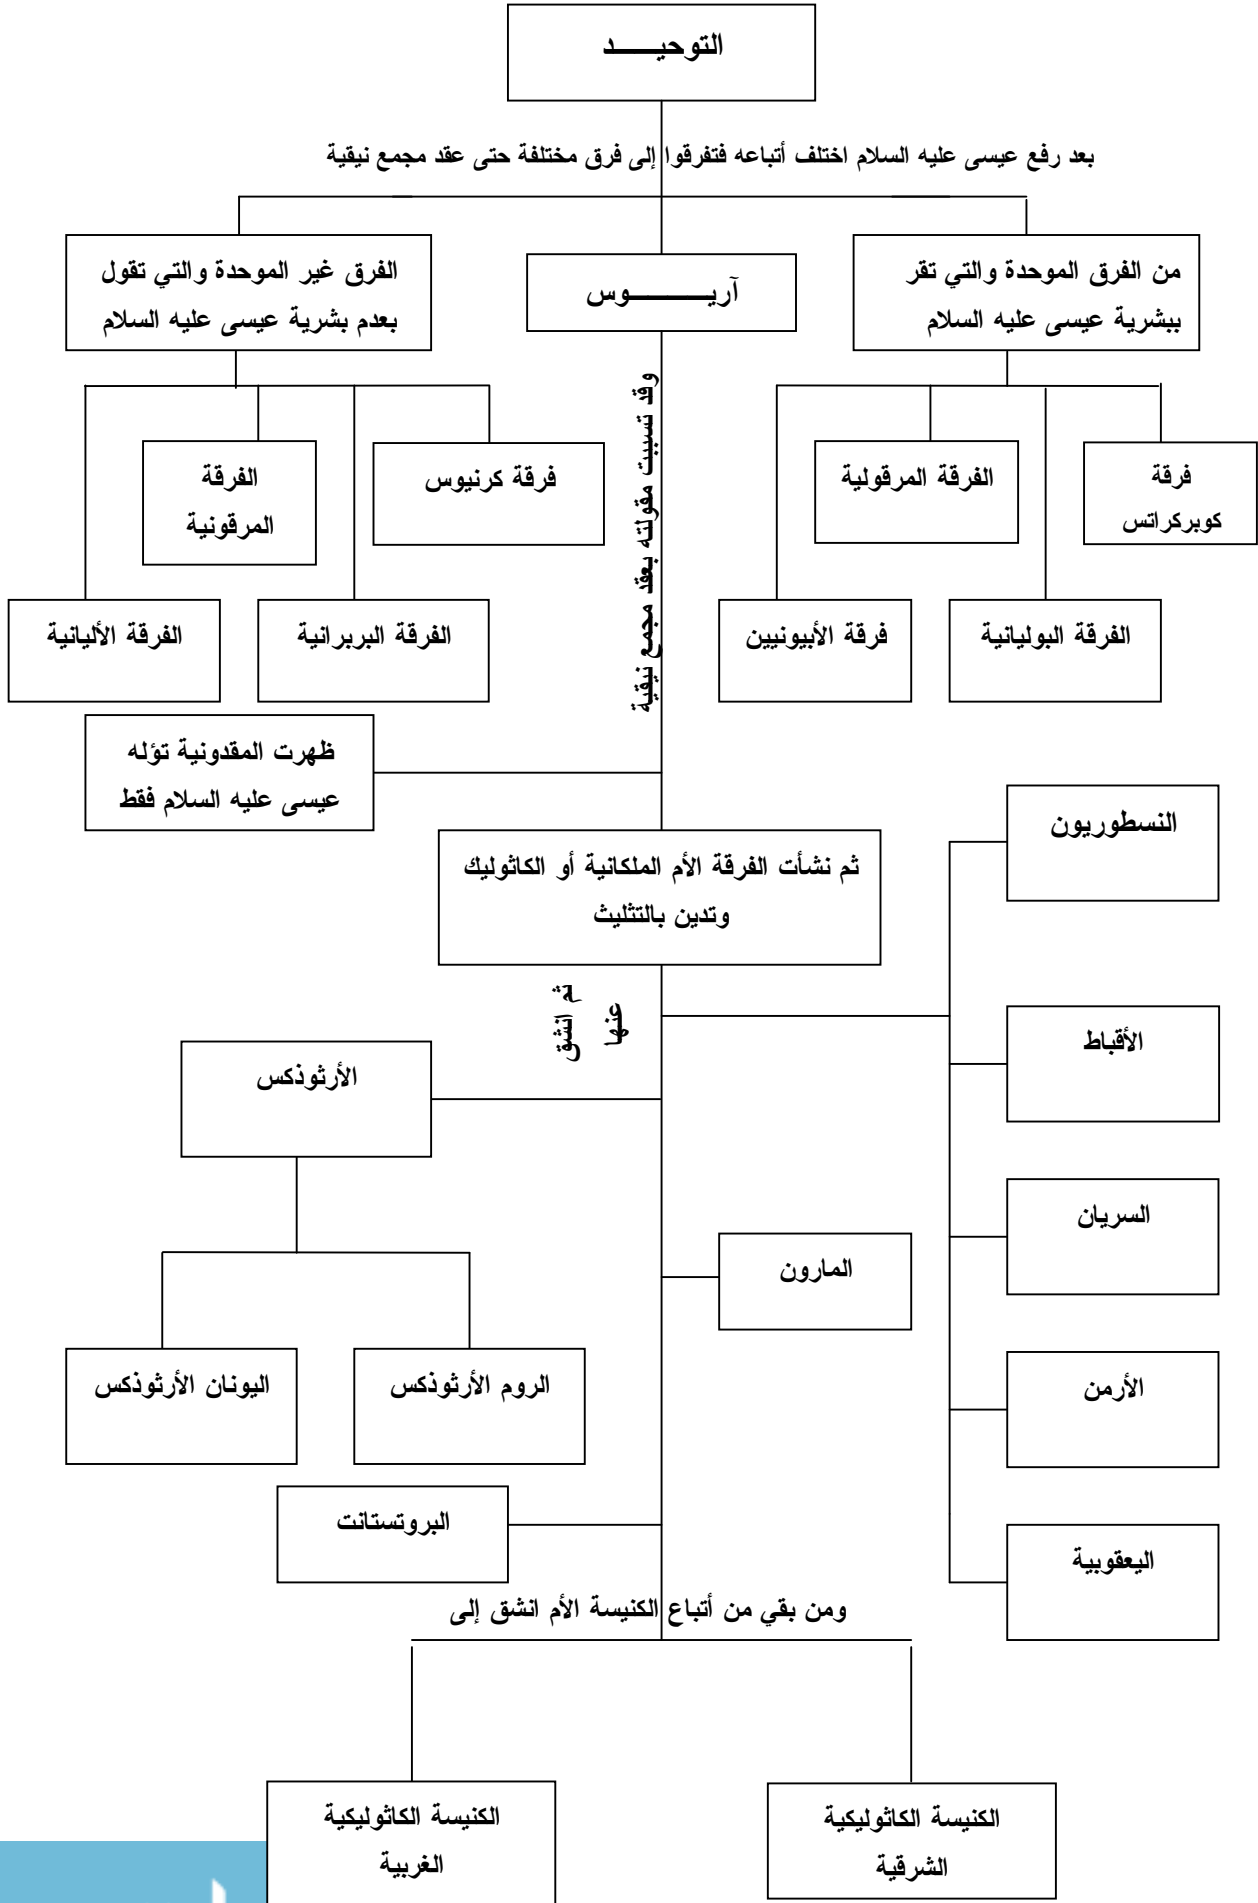 التوحيـــــد
بعد رفع عيسى عليه السلام اختلف أتباعه فتفرقوا إلى فرق مختلفة حتى عقد مجمع نيقية
من الفرق الموحدة والتي تقر
ببشرية عيسى عليه السلام
آريـــــــوس
الفرق غير الموحدة والتي تقول
بعدم بشرية عيسى عليه السلام
وقد تسببت مقولته بعقد مجمع نيقية
فرقة
كوبركراتس
الفرقة المرقولية
فرقة كرنيوس
الفرقة
المرقونية
الفرقة البوليانية
فرقة الأبيونيين
الفرقة البربرانية
الفرقة الأليانية
ظهرت المقدونية تؤله
عيسى عليه السلام فقط
النسطوريون
ثم نشأت الفرقة الأم الملكانية أو الكاثوليك
وتدين بالتثليث
ثم انشق
عنها
الأقباط
الأرثوذكس
السريان
المارون
الأرمن
الروم الأرثوذكس
اليونان الأرثوذكس
البروتستانت
اليعقوبية
ومن بقي من أتباع الكنيسة الأم انشق إلى
الكنيسة الكاثوليكية
الشرقية
الكنيسة الكاثوليكية
الغربية